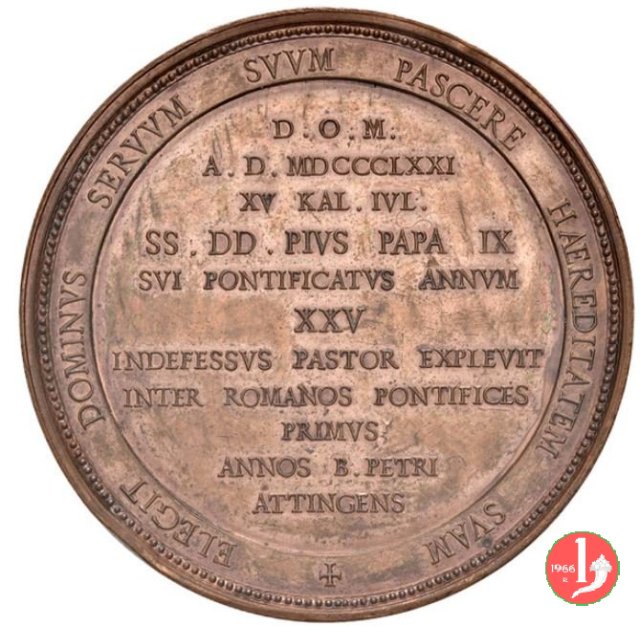 ELEGIT DOMINVS SERVVM SVVM PASCERE HAEREDITATEM SVAM
D. O. M.
A. D. MDCCCLXXI
XV KAL. IVL.
SS. DD. PIVS PAPA IX
SVI PONTIFICATVS ANNVM
XXV
INDEFESSVS PASTOR EXPLEVIT
INTER ROMANOS PONTIFICES
PRIMVS
ANNOS B. PETRI
ATTINGENS
1966